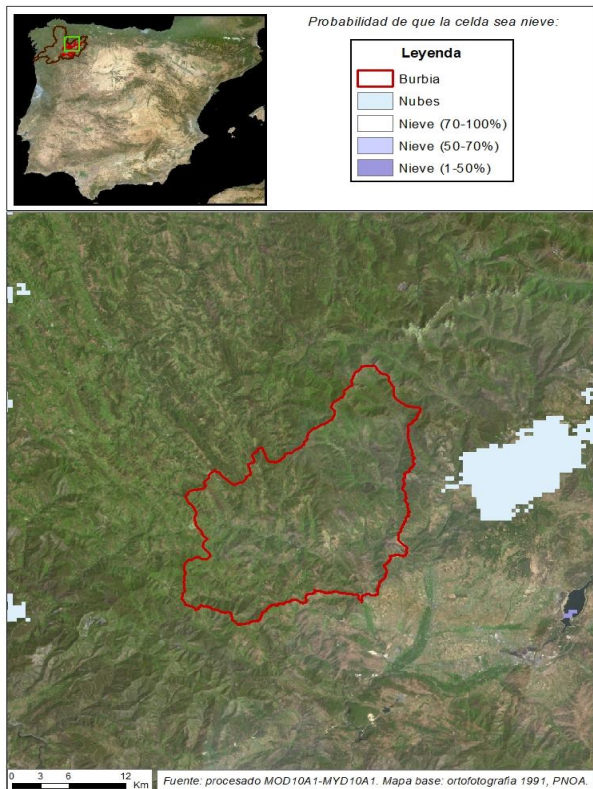 Probabilidad de que la celda sea nieve:
Leyenda
Burbia
Nubes
Nieve (70-100%)
Nieve (50-70%)
Nieve (1-50%)
0 3 6 12
Km
Fuente: procesado MOD10A1-MYD10A1. Mapa base: ortofotografia 1991, PNOA.